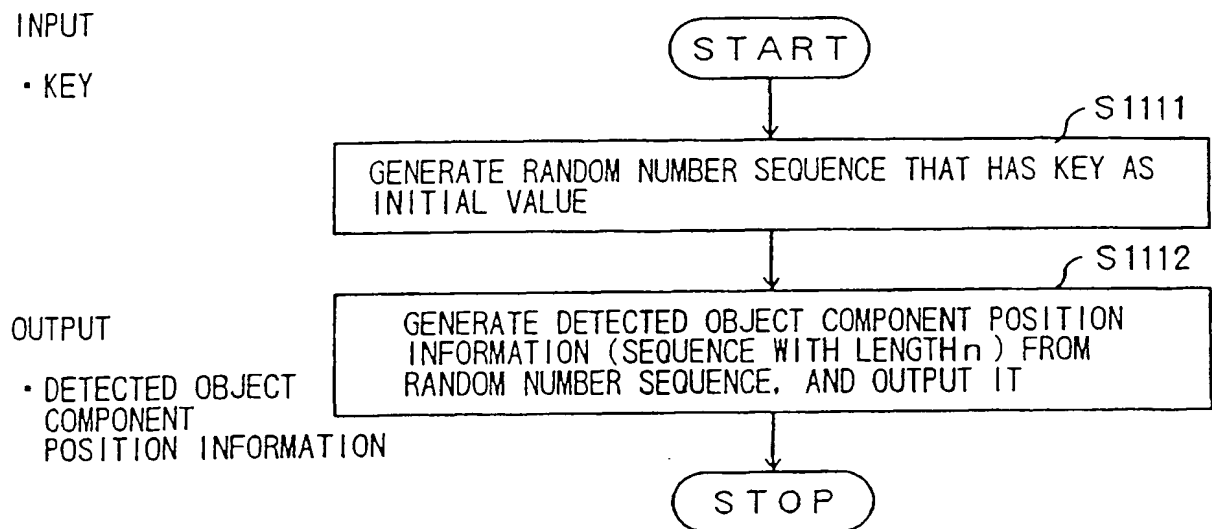 INPUT
・KEY
START
S1111
GENERATE RANDOM NUMBER SEQUENCE THAT HAS KEY AS
INITIAL VALUE
S1112
GENERATE DETECTED OBJECT COMPONENT POSITION
INFORMATION (SEQUENCE WITH LENGTHn) FROM
RANDOM NUMBER SEQUENCE, AND OUTPUT IT
OUTPUT
・DETECTED OBJECT
COMPONENT
POSITION INFORMATION
STOP